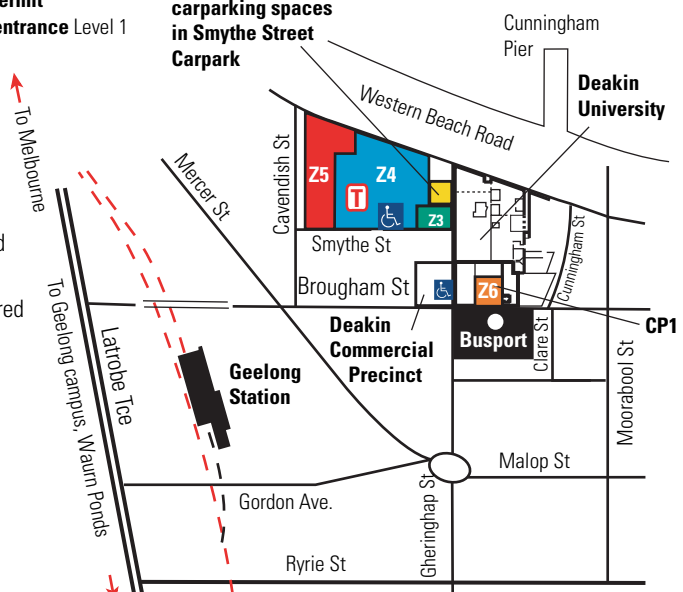 ermit
entrance Level 1
carparking spaces
in Smythe Street
Carpark
Cunningham
Pier
Deakin
University
Western Beach Road
To Melbourne
Mercer St
Cavendish St
Z5
Z4
T
Z3
Smythe St
Cunningham St
d
red
Brougham St
Z6
CP1
Deakin
Commercial
Precinct
Busport
Clare St
Moorabool St
To Geelong campus, Waurn Ponds
Latrobe Tce
Geelong
Station
Malop St
Gordon Ave.
Gheringhap St
Ryrie St